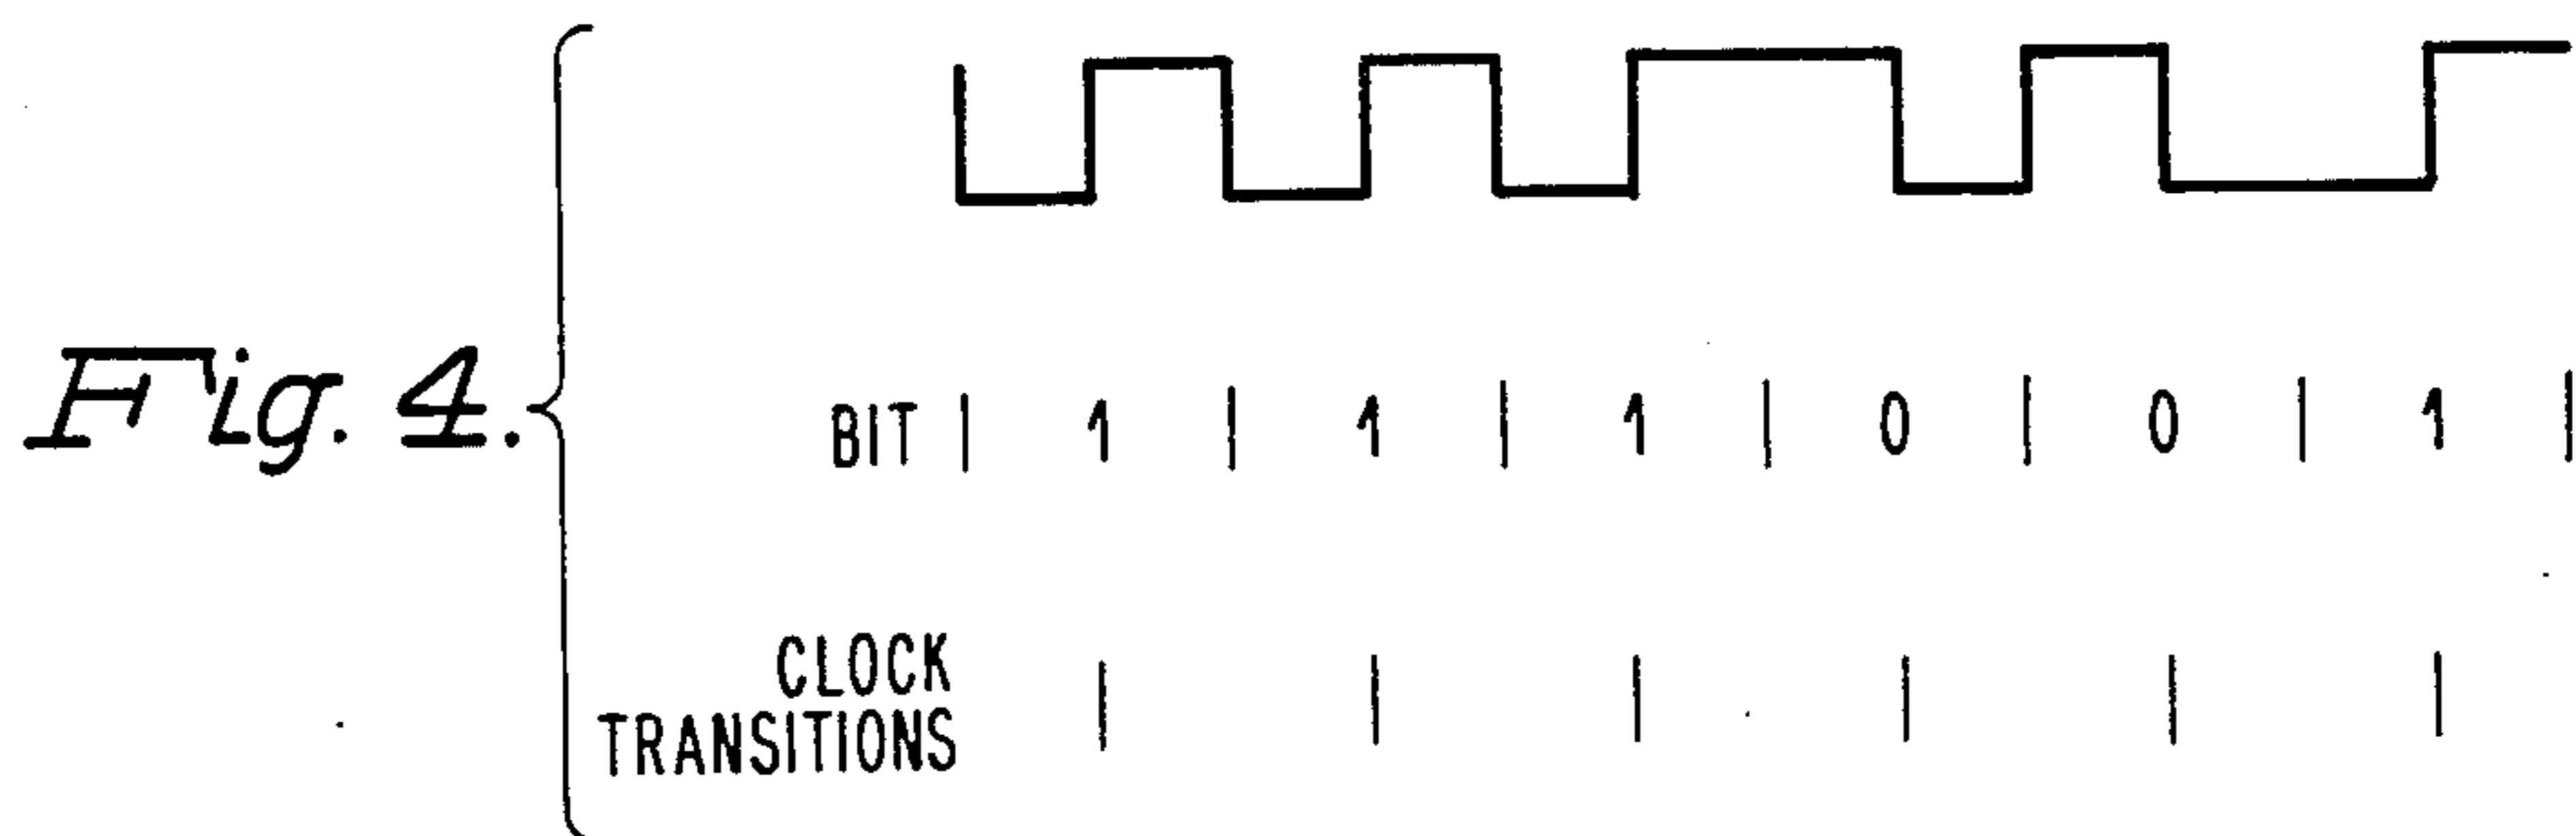 Fig. 4.
BIT | 1 | 1 | 1 | 0 | 0 | 1 |
CLOCK
TRANSITIONS